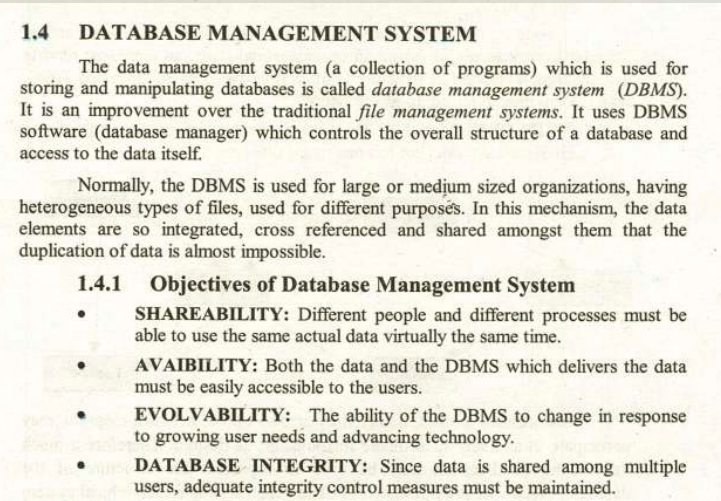 1.4 DATABASE MANAGEMENT SYSTEM
The data management system (a collection of programs) which is used for
storing and manipulating databases is called database management system (DBMS).
It is an improvement over the traditional file management systems. It uses DBMS
software (database manager) which controls the overall structure of a database and
access to the data itself.
Normally, the DBMS is used for large or medium sized organizations, having
heterogeneous types of files, used for different purposes. In this mechanism, the data
elements are so integrated, cross referenced and shared amongst them that the
duplication of data is almost impossible.
1.4.1 Objectives of Database Management System
• SHAREABILITY: Different people and different processes must be
able to use the same actual data virtually the same time.
• AVAIBILITY: Both the data and the DBMS which delivers the data
must be easily accessible to the users.
• EVOLVABILITY: The ability of the DBMS to change in response
to growing user needs and advancing technology.
• DATABASE INTEGRITY: Since data is shared among multiple
users, adequate integrity control measures must be maintained.